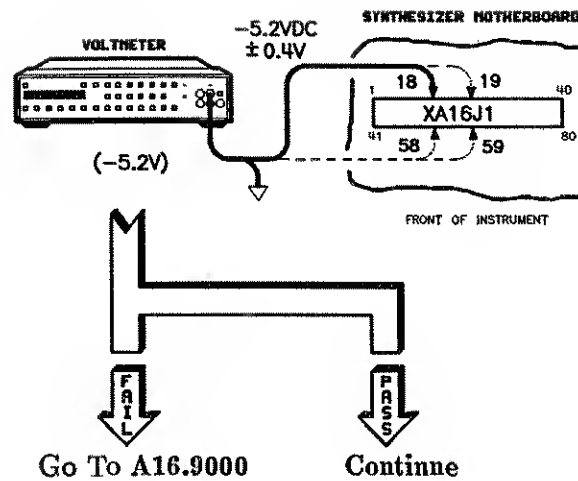 SYNTHESIZER MOTHERBOARD
VOLTMETER
-5.2VDC
± 0.4V
18
19
1
40
XA16J1
41
80
58
59
(-5.2V)
FRONT OF INSTRUMENT
FAIL
PASS
Go To A16.9000
Continne